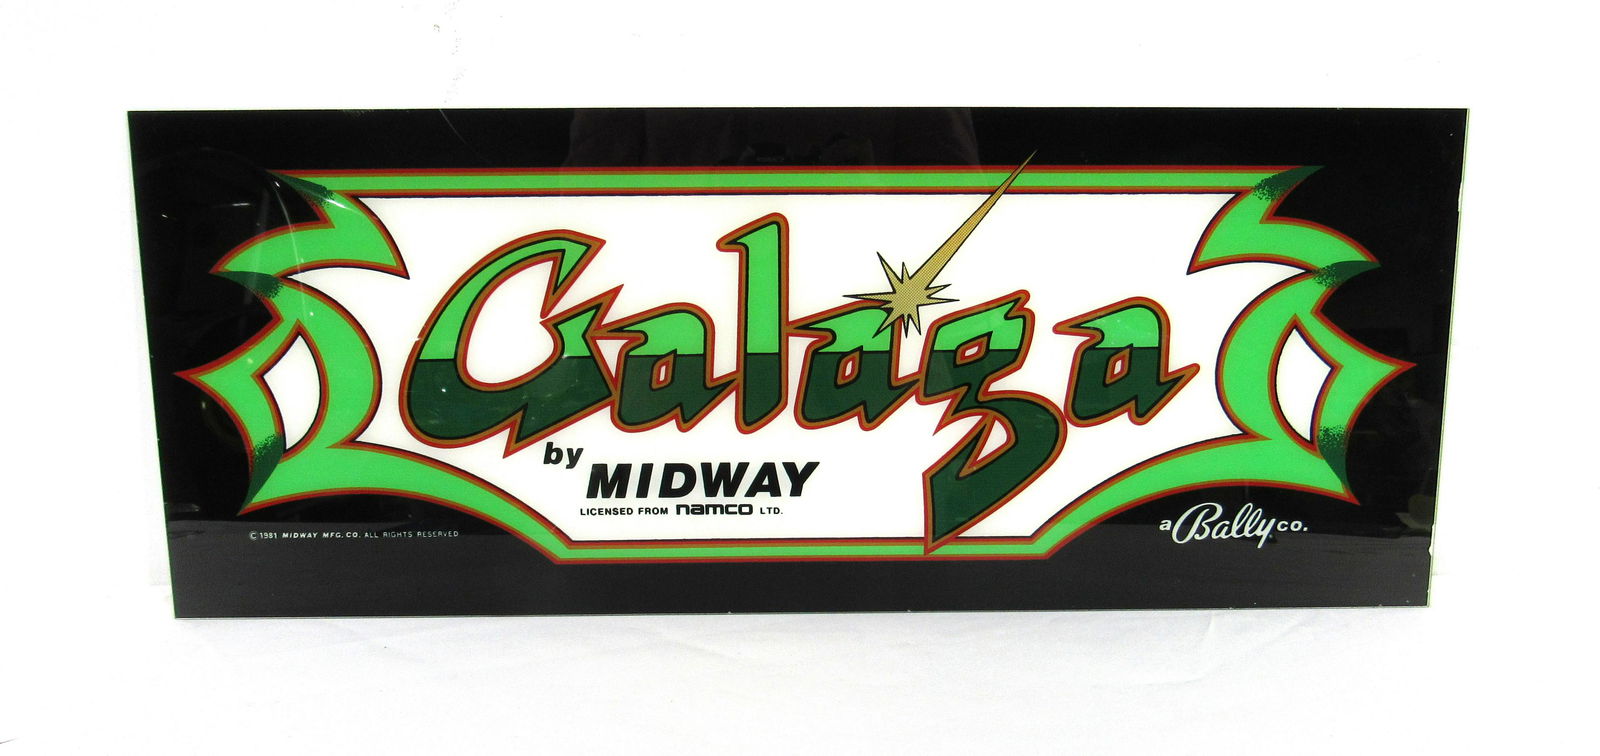 Galaga
by
MIDWAY
LICENSED FROM namco LTD.
© 1981 MIDWAY MFG. CO. ALL RIGHTS RESERVED
a Bally co.